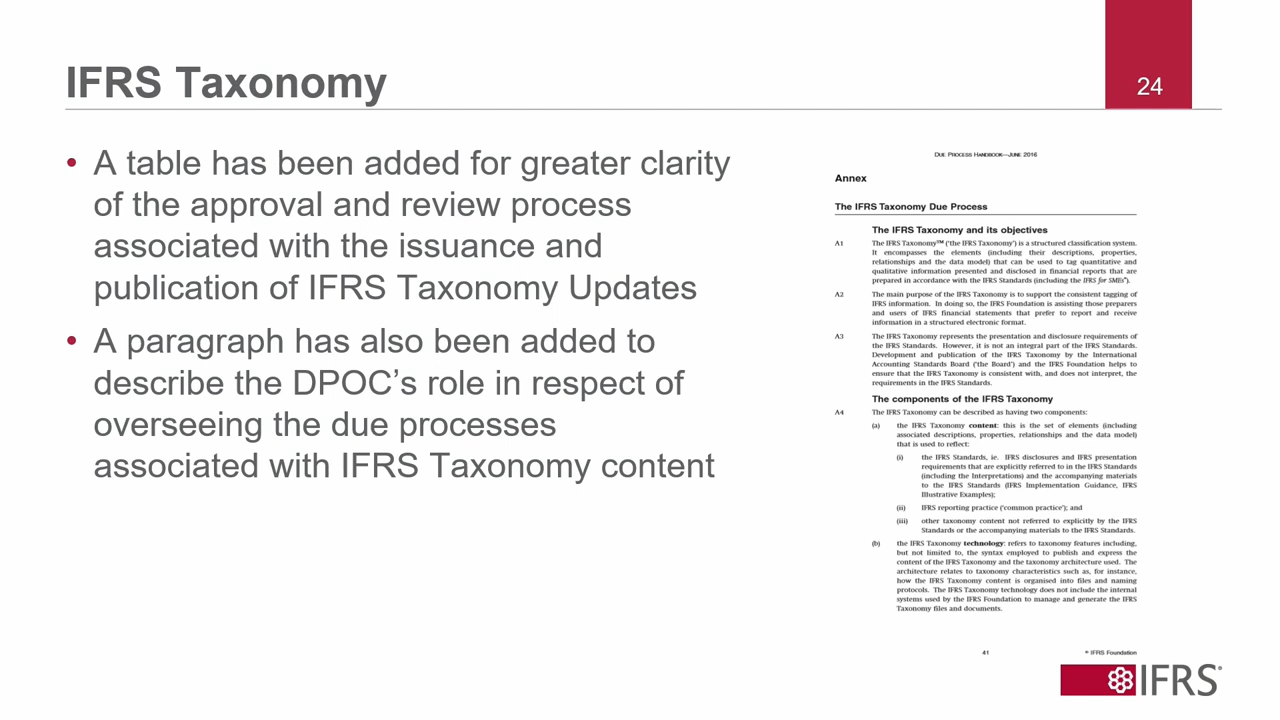 IFRS Taxonomy
24
• A table has been added for greater clarity
of the approval and review process
associated with the issuance and
publication of IFRS Taxonomy Updates
• A paragraph has also been added to
describe the DPOC's role in respect of
overseeing the due processes
associated with IFRS Taxonomy content
DUE PROCESS HANDBOOK—JUNE 2016
Annex
The IFRS Taxonomy Due Process
The IFRS Taxonomy and its objectives
A1 The IFRS Taxonomy™ ('the IFRS Taxonomy') is a structured classification system.
It encompasses the elements (including their descriptions, properties,
relationships and the data model) that can be used to tag quantitative and
qualitative information presented and disclosed in financial reports that are
prepared in accordance with the IFRS Standards (including the IFRS for SMEs®).
A2 The main purpose of the IFRS Taxonomy is to support the consistent tagging of
IFRS information. In doing so, the IFRS Foundation is assisting those preparers
and users of IFRS financial statements that prefer to report and receive
information in a structured electronic format.
A3 The IFRS Taxonomy represents the presentation and disclosure requirements of
the IFRS Standards. However, it is not an integral part of the IFRS Standards.
Development and publication of the IFRS Taxonomy by the International
Accounting Standards Board ('the Board') and the IFRS Foundation helps to
ensure that the IFRS Taxonomy is consistent with, and does not interpret, the
requirements in the IFRS Standards.
The components of the IFRS Taxonomy
A4 The IFRS Taxonomy can be described as having two components:
(a) the IFRS Taxonomy content: this is the set of elements (including
associated descriptions, properties, relationships and the data model)
that is used to reflect:
(i) the IFRS Standards, ie. IFRS disclosures and IFRS presentation
requirements that are explicitly referred to in the IFRS Standards
(including the Interpretations) and the accompanying materials
to the IFRS Standards (IFRS Implementation Guidance, IFRS
Illustrative Examples);
(ii) IFRS reporting practice ('common practice'); and
(iii) other taxonomy content not referred to explicitly by the IFRS
Standards or the accompanying materials to the IFRS Standards.
(b) the IFRS Taxonomy technology: refers to taxonomy features including,
but not limited to, the syntax employed to publish and express the
content of the IFRS Taxonomy and the taxonomy architecture used. The
architecture relates to taxonomy characteristics such as, for instance,
how the IFRS Taxonomy content is organised into files and naming
protocols. The IFRS Taxonomy technology does not include the internal
systems used by the IFRS Foundation to manage and generate the IFRS
Taxonomy files and documents.
41
© IFRS Foundation
IFRS®